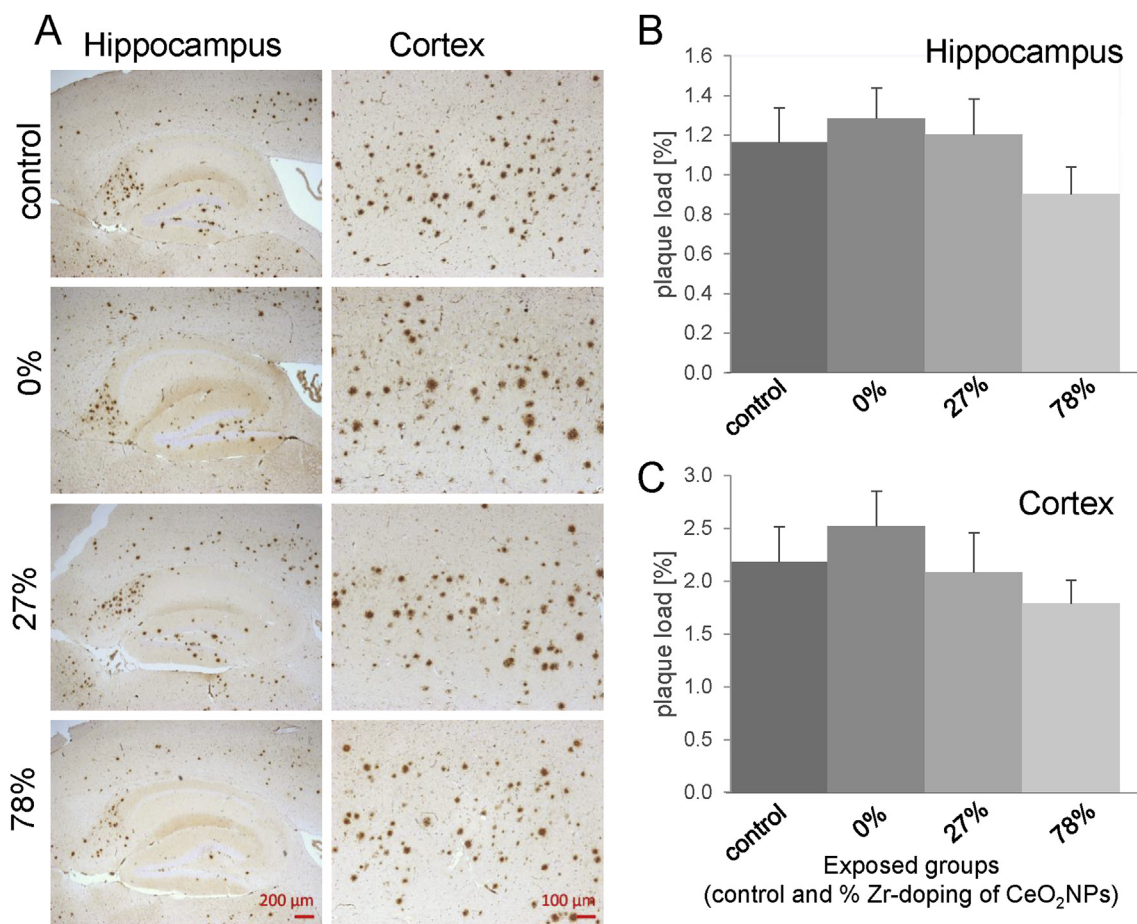 A
Hippocampus
Cortex
control
0%
27%
78%
200 µm
100 µm
B
Hippocampus
plaque load [%]
1.6
1.4
1.2
1.0
0.8
0.6
0.4
0.2
0.0
control
0%
27%
78%
C
Cortex
plaque load [%]
3.0
2.5
2.0
1.5
1.0
0.5
0.0
control
0%
27%
78%
Exposed groups
(control and % Zr-doping of CeO₂NPs)